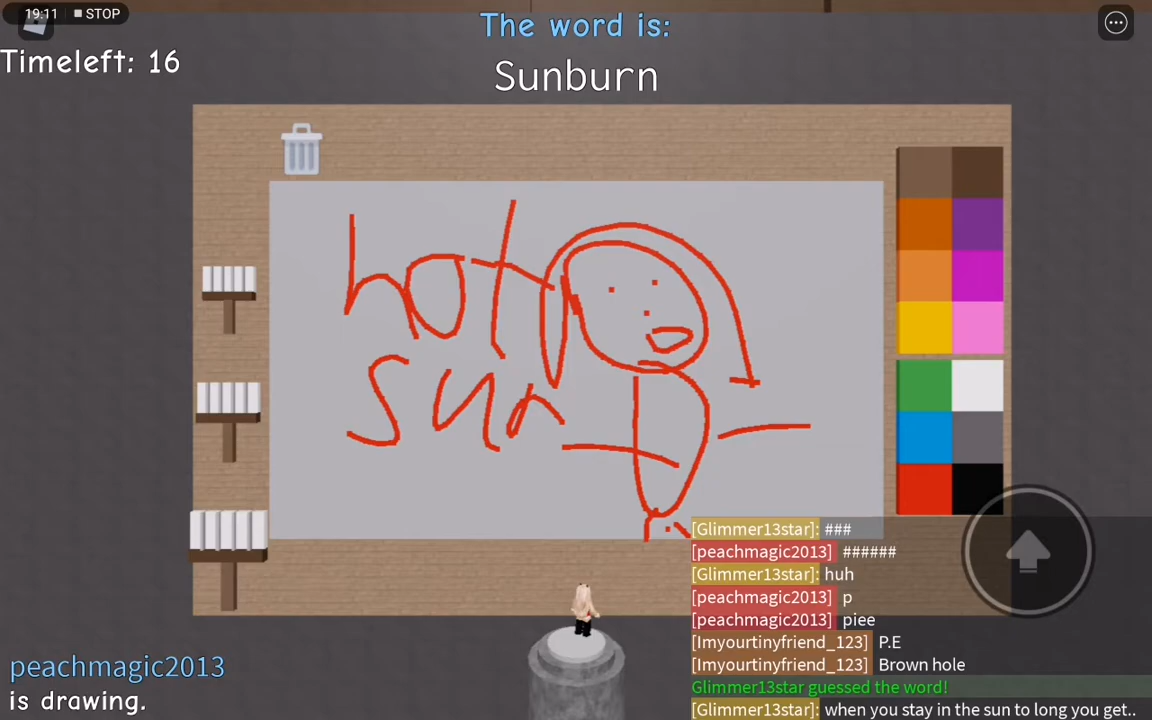 19:11 STOP
The word is:
Timeleft: 16
Sunburn
hot
sun
[Glimmer13star]: ###
[peachmagic2013] ######
[Glimmer13star]: huh
[peachmagic2013] p
[peachmagic2013] piee
[Imyourtinyfriend_123] P.E
[Imyourtinyfriend_123] Brown hole
Glimmer13star guessed the word!
[Glimmer13star]: when you stay in the sun to long you get..
peachmagic2013
is drawing.